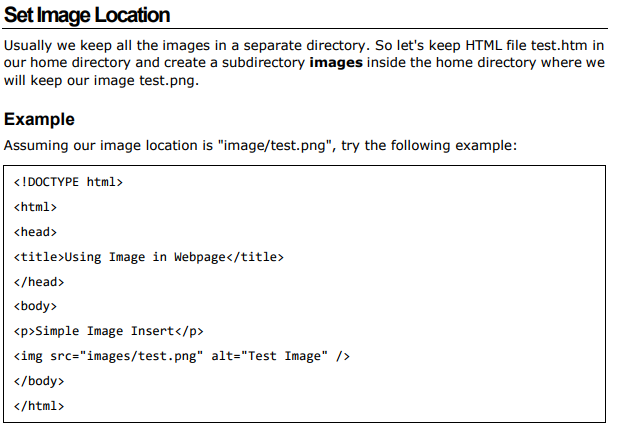 Set Image Location
Usually we keep all the images in a separate directory. So let's keep HTML file test.htm in
our home directory and create a subdirectory images inside the home directory where we
will keep our image test.png.
Example
Assuming our image location is "image/test.png", try the following example:
<!DOCTYPE html>
<html>
<head>
<title>Using Image in Webpage</title>
</head>
<body>
<p>Simple Image Insert</p>
<img src="images/test.png" alt="Test Image" />
</body>
</html>